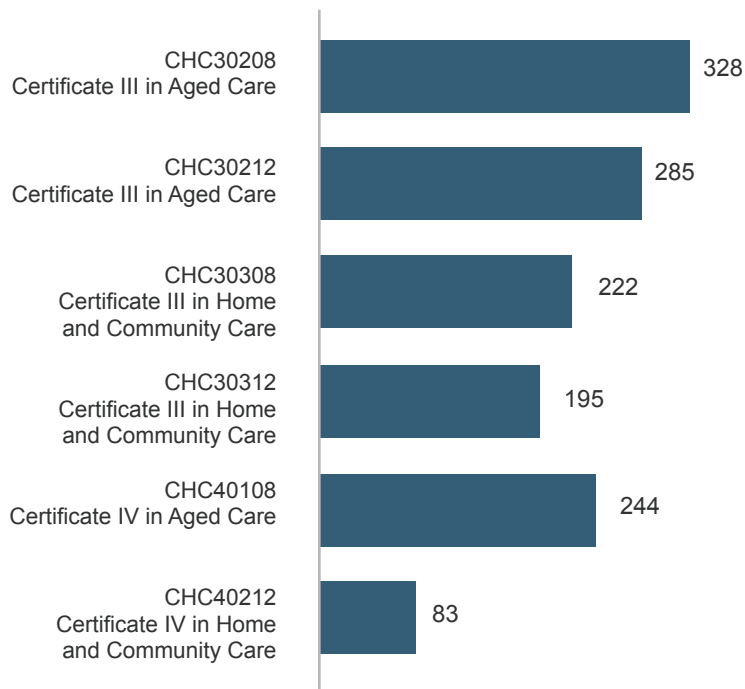 CHC30208
Certificate III in Aged Care
328
CHC30212
Certificate III in Aged Care
285
CHC30308
Certificate III in Home
and Community Care
222
CHC30312
Certificate III in Home
and Community Care
195
CHC40108
Certificate IV in Aged Care
244
CHC40212
Certificate IV in Home
and Community Care
83